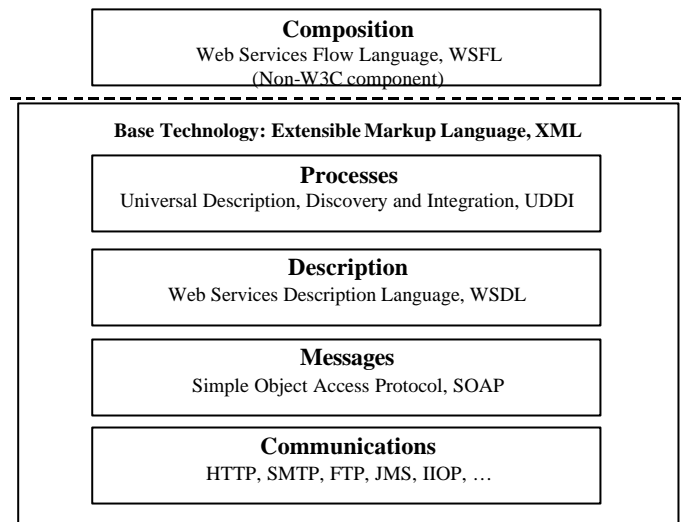 Composition
Web Services Flow Language, WSFL
(Non-W3C component)
Base Technology: Extensible Markup Language, XML
Processes
Universal Description, Discovery and Integration, UDDI
Description
Web Services Description Language, WSDL
Messages
Simple Object Access Protocol, SOAP
Communications
HTTP, SMTP, FTP, JMS, IIOP, …